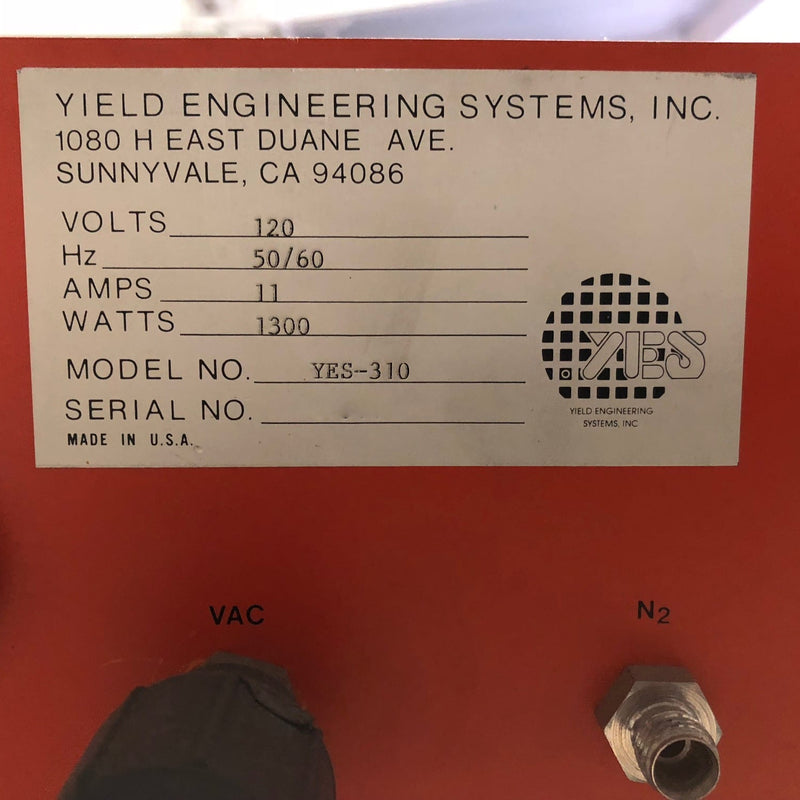 YIELD ENGINEERING SYSTEMS, INC.
1080 H EAST DUANE AVE.
SUNNYVALE, CA 94086
VOLTS 120
Hz 50/60
AMPS 11
WATTS 1300
MODEL NO. YES-310
SERIAL NO.
MADE IN U.S.A.
.YES
YIELD ENGINEERING
SYSTEMS, INC
VAC
N2